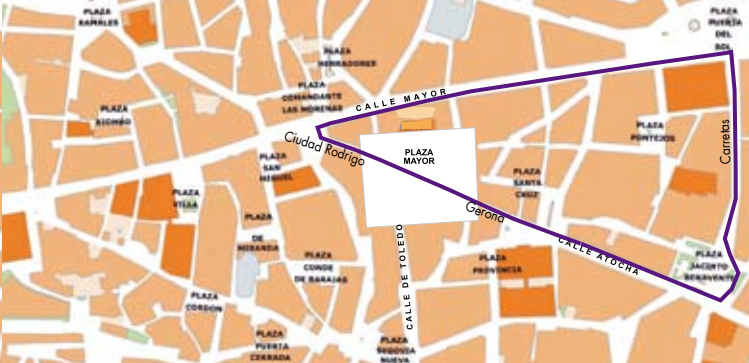 PLAZA
RAMALES
PLAZA
PUERTA
DEL
SOL
PLAZA
HERRADORES
PLAZA
COMANDANTE
LAS MORENAS
CALLE MAYOR
PLAZA
BIOMBO
Ciudad Rodrigo
PLAZA
MAYOR
PLAZA
PONTEJOS
Carretas
PLAZA
SAN
MIGUEL
PLAZA
SANTA
CRUZ
PLAZA
VILLA
Gerona
PLAZA
DE
MIRANDA
CALLE DE TOLEDO
CALLE ATOCHA
PLAZA
CONDE
DE BARAJAS
PLAZA
PROVINCIA
PLAZA
JACINTO
BENAVENTE
PLAZA
CORDON
PLAZA
PUERTA
CERRADA
PLAZA
SEGOVIA
NUEVA